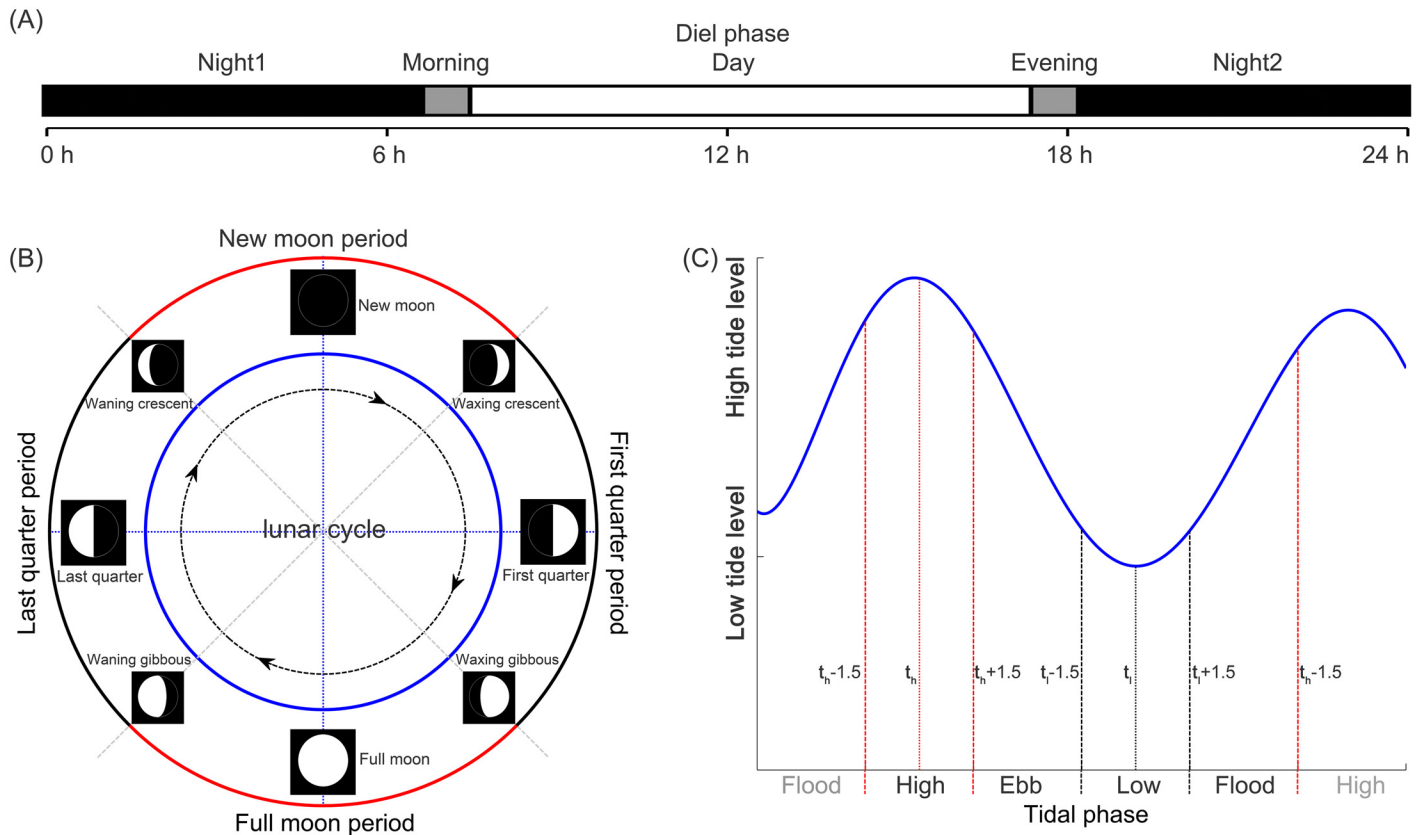 (A)
Diel phase
Night1 Morning Day Evening Night2
0 h 6 h 12 h 18 h 24 h
(B)
New moon period
New moon
Waning crescent
Waxing crescent
Last quarter period
First quarter period
lunar cycle
Last quarter
First quarter
Waning gibbous
Waxing gibbous
Full moon
Full moon period
(C)
High tide level
Low tide level
th-1.5 th th+1.5 tl-1.5 tl tl+1.5 th-1.5
Flood High Ebb Low Flood High
Tidal phase